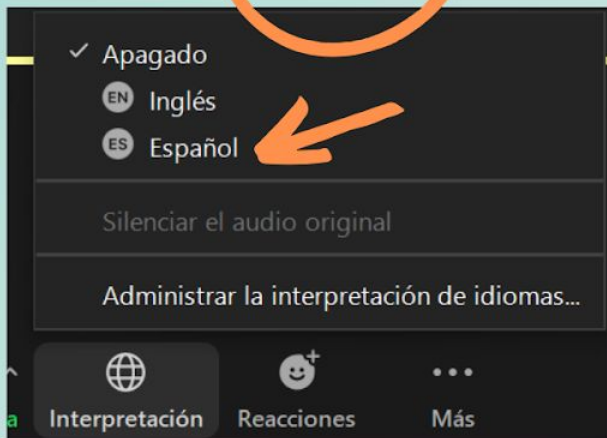 Apagado
EN Inglés
ES Español
Silenciar el audio original
Administrar la interpretación de idiomas...
a Interpretación Reacciones Más